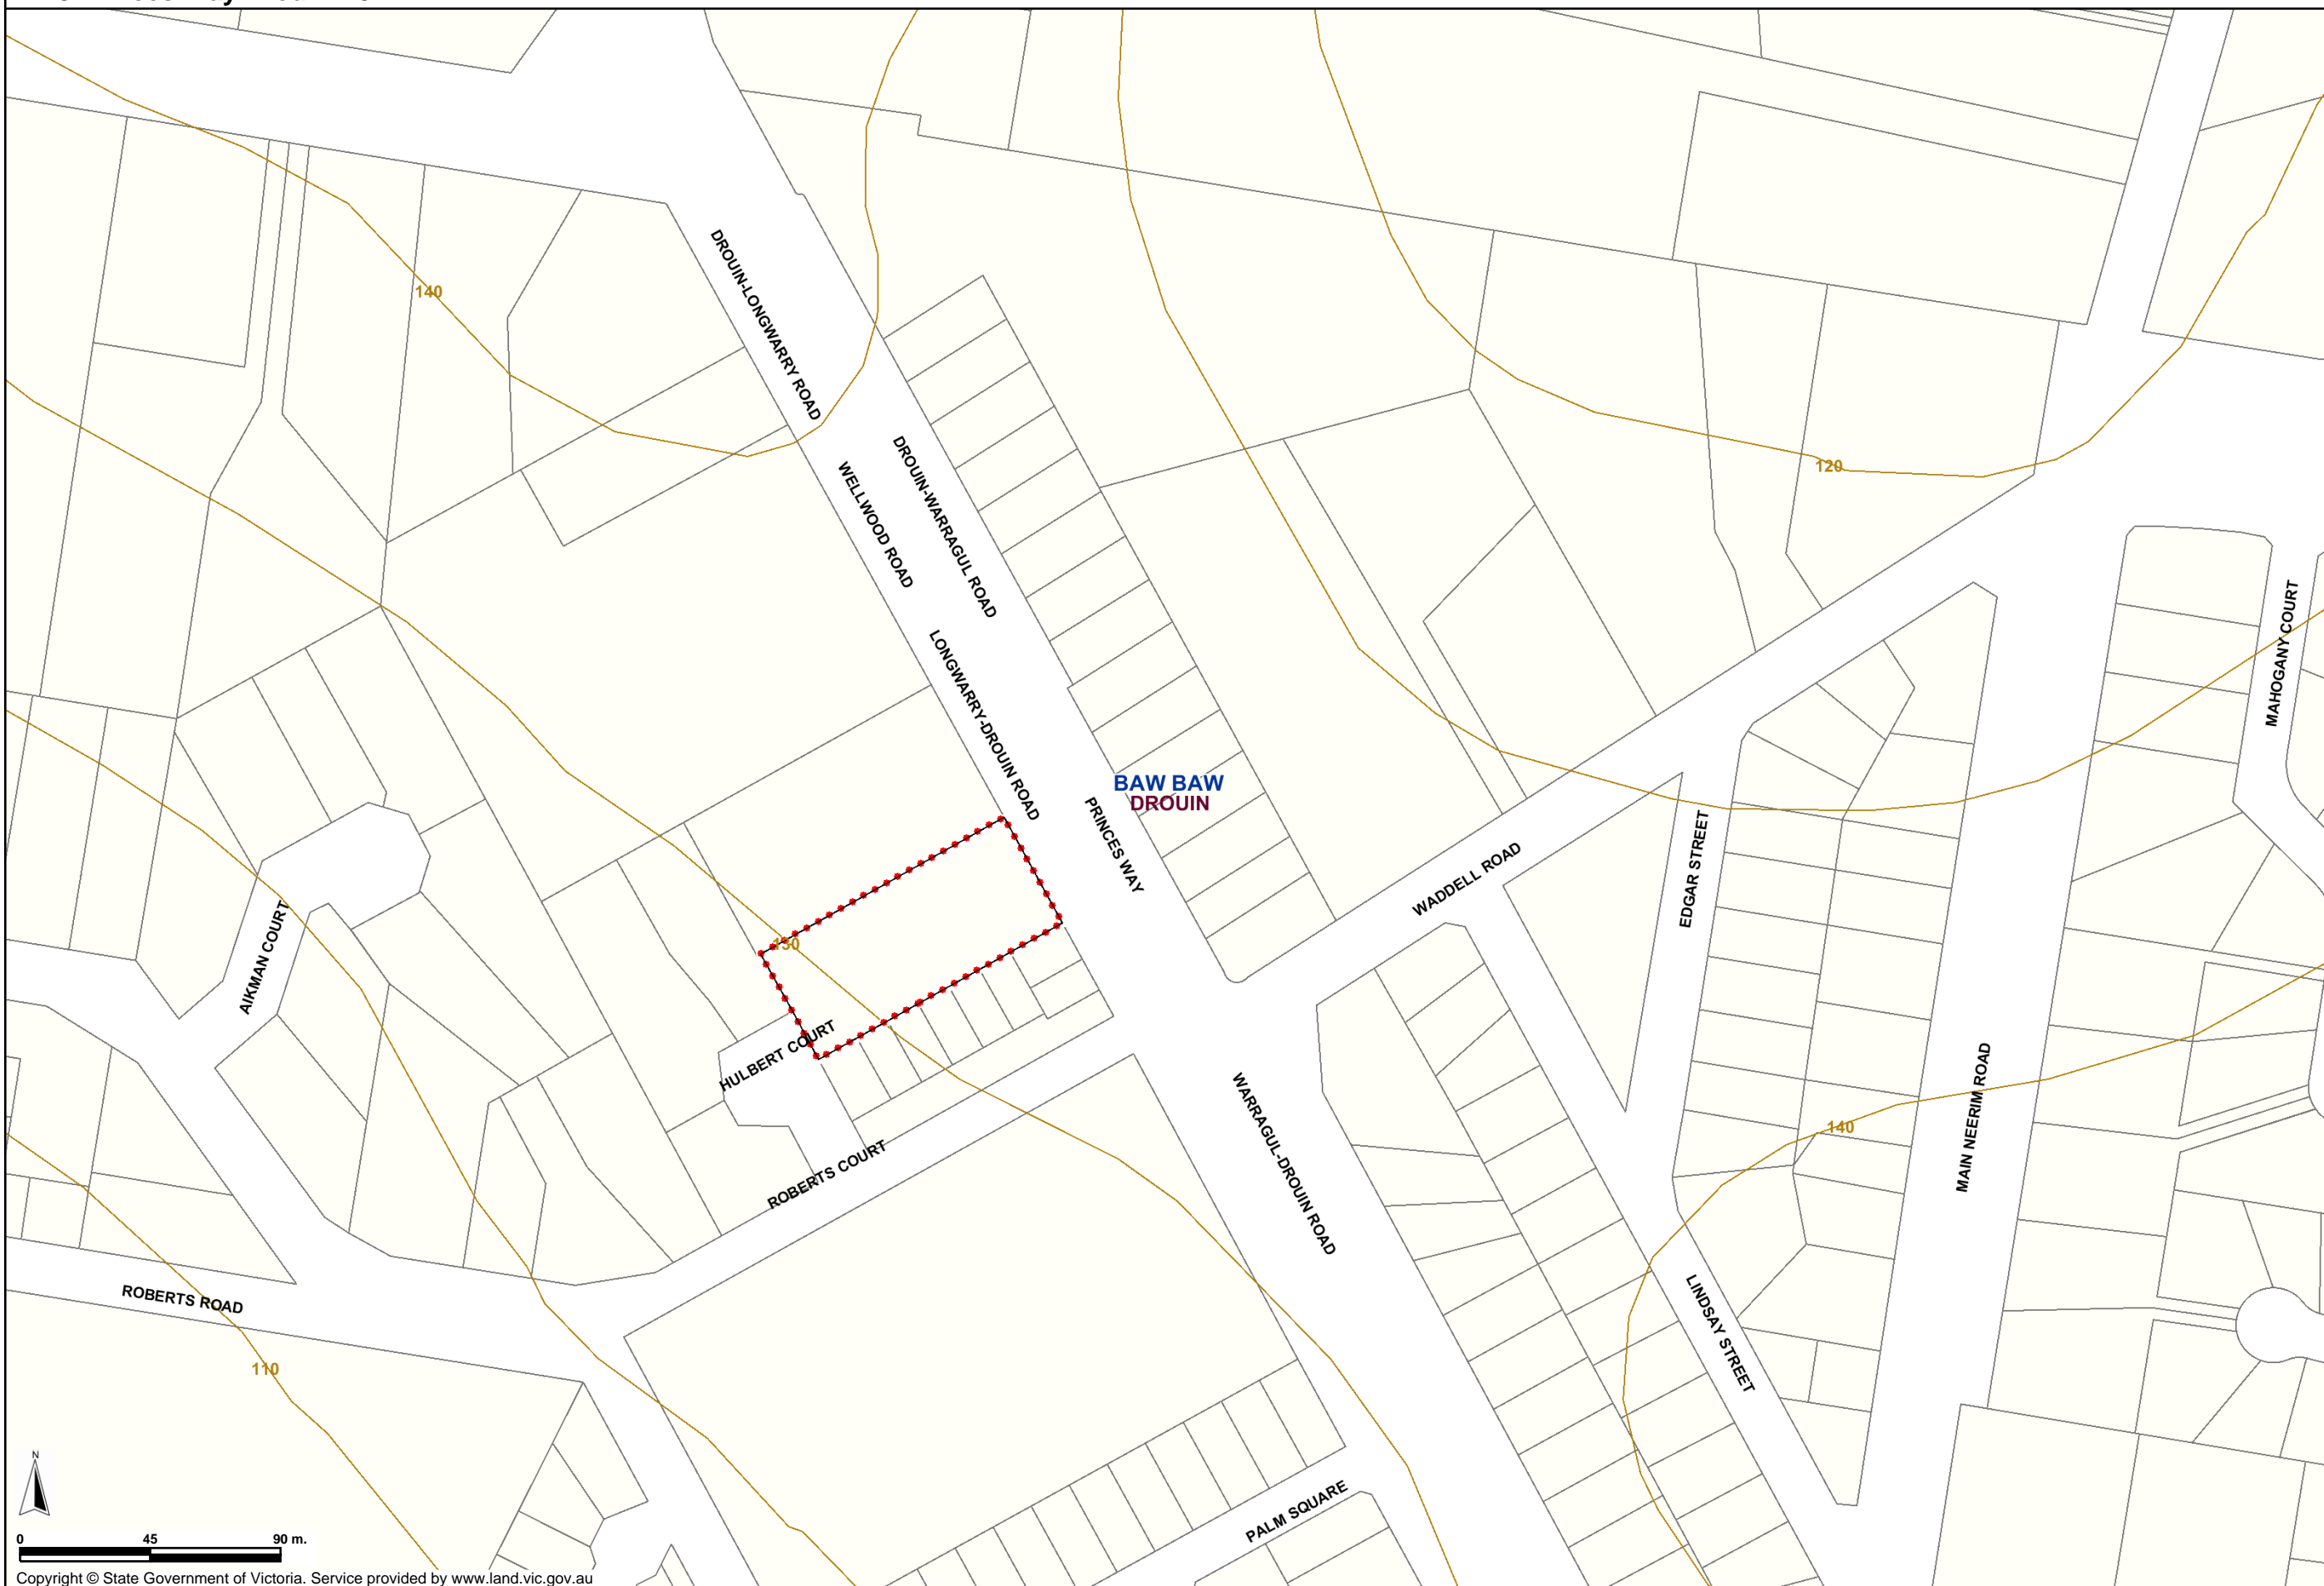 DROUIN-LONGWARRY ROAD
140
DROUIN-WARRAGUL ROAD
WELLWOOD ROAD
120
LONGWARRY-DROUIN ROAD
MAHOGANY COURT
BAW BAW
DROUIN
PRINCES WAY
WADDELL ROAD
EDGAR STREET
AIKMAN COURT
130
HULBERT COURT
ROBERTS COURT
WARRAGUL-DROUIN ROAD
MAIN NEERIM ROAD
140
ROBERTS ROAD
LINDSAY STREET
110
PALM SQUARE
N
0 45 90 m.
Copyright © State Government of Victoria. Service provided by www.land.vic.gov.au